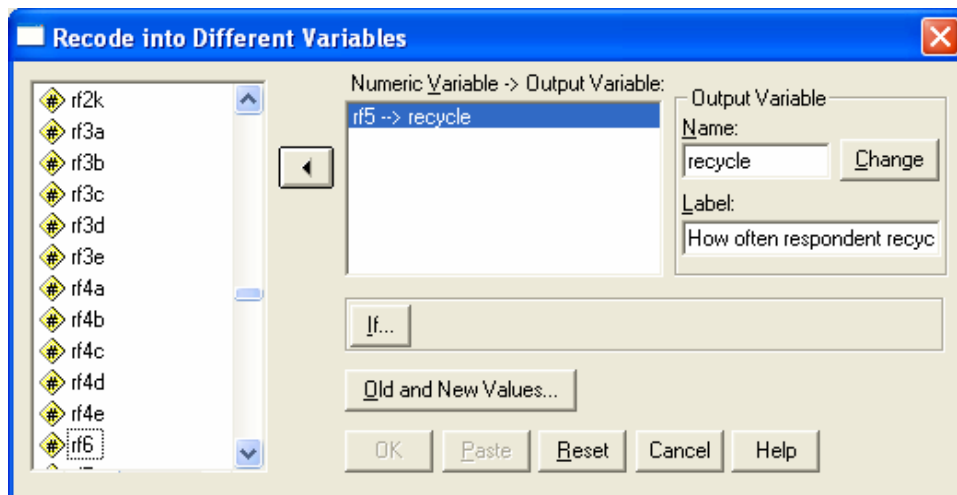 Recode into Different Variables
rf2k
rf3a
rf3b
rf3c
rf3d
rf3e
rf4a
rf4b
rf4c
rf4d
rf4e
rf6
Numeric Variable -> Output Variable:
rf5 --> recycle
Output Variable
Name:
recycle
Change
Label:
How often respondent recyc
If...
Old and New Values...
OK
Paste
Reset
Cancel
Help